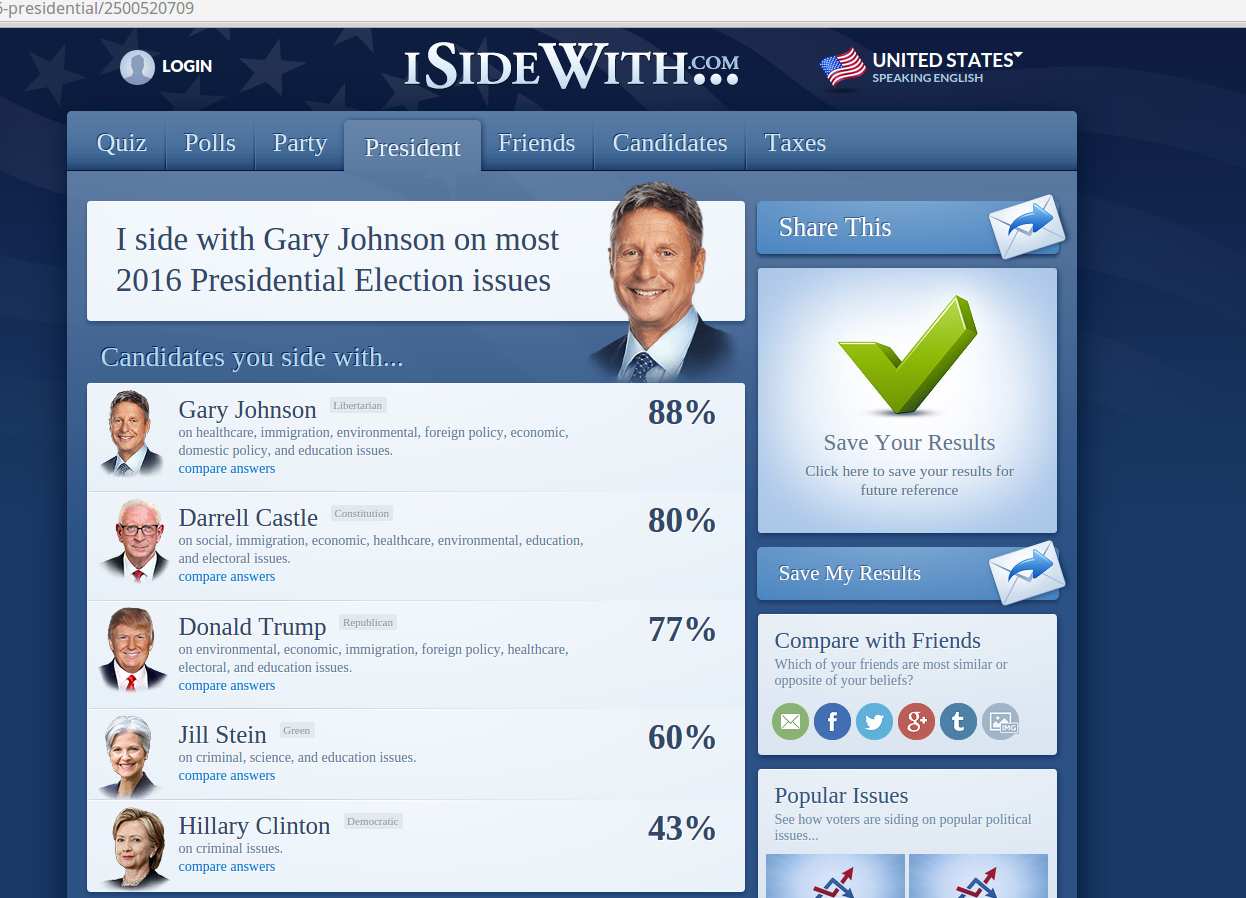 6-presidential/2500520709
LOGIN
ISIDEWITH.COM...
UNITED STATES
SPEAKING ENGLISH
Quiz
Polls
Party
President
Friends
Candidates
Taxes
I side with Gary Johnson on most
2016 Presidential Election issues
Candidates you side with...
Gary Johnson Libertarian 88%
on healthcare, immigration, environmental, foreign policy, economic,
domestic policy, and education issues.
compare answers
Darrell Castle Constitution 80%
on social, immigration, economic, healthcare, environmental, education,
and electoral issues.
compare answers
Donald Trump Republican 77%
on environmental, economic, immigration, foreign policy, healthcare,
electoral, and education issues.
compare answers
Jill Stein Green 60%
on criminal, science, and education issues.
compare answers
Hillary Clinton Democratic 43%
on criminal issues.
compare answers
Share This
Save Your Results
Click here to save your results for
future reference
Save My Results
Compare with Friends
Which of your friends are most similar or
opposite of your beliefs?
f g+ t IMG
Popular Issues
See how voters are siding on popular political
issues...